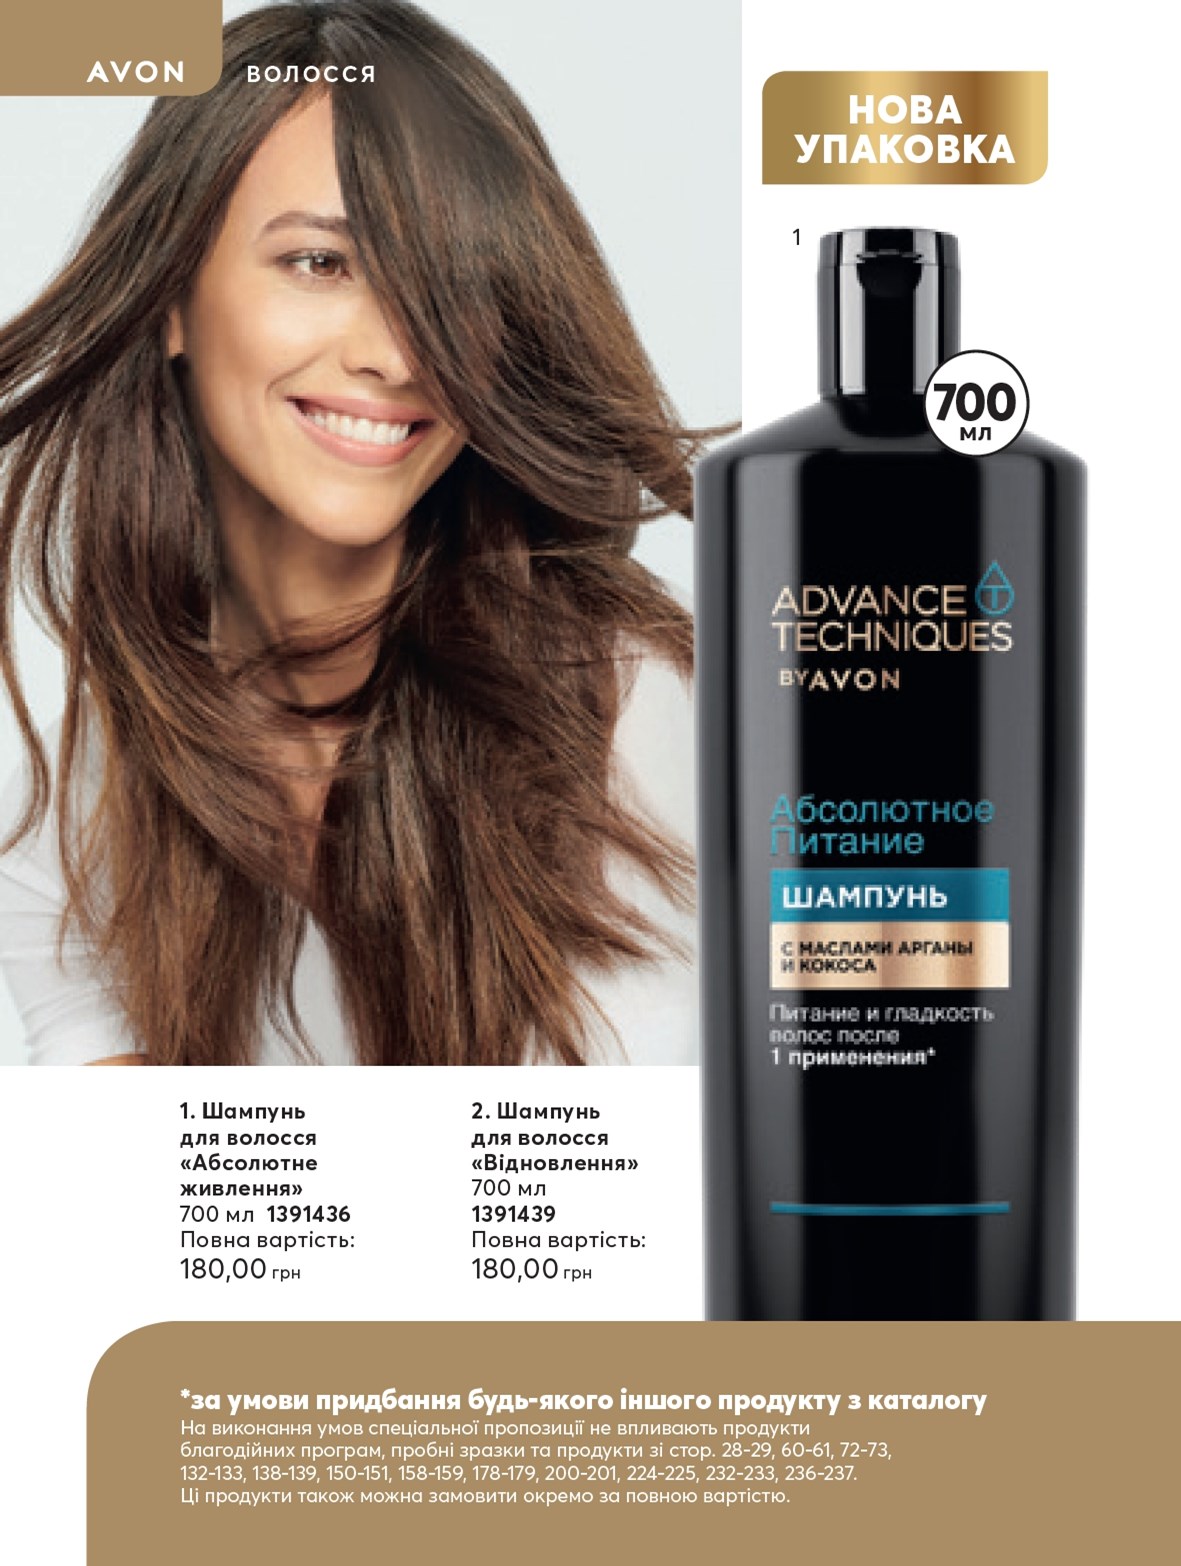 AVON
ВОЛОССЯ
НОВА
УПАКОВКА
1
700
МЛ
ADVANCE T
TECHNIQUES
BY AVON
Абсолютное
Питание
ШАМПУНЬ
С МАСЛАМИ АРГАНЫ
И КОКОСА
Питание и гладкость
волос после
1 применения*
1. Шампунь
для волосся
«Абсолютне
живлення»
700 мл 1391436
Повна вартість:
180,00 грн
2. Шампунь
для волосся
«Відновлення»
700 мл
1391439
Повна вартість:
180,00 грн
*за умови придбання будь-якого іншого продукту з каталогу
На виконання умов спеціальної пропозиції не впливають продукти
благодійних програм, пробні зразки та продукти зі стор. 28-29, 60-61, 72-73,
132-133, 138-139, 150-151, 158-159, 178-179, 200-201, 224-225, 232-233, 236-237.
Ці продукти також можна замовити окремо за повною вартістю.